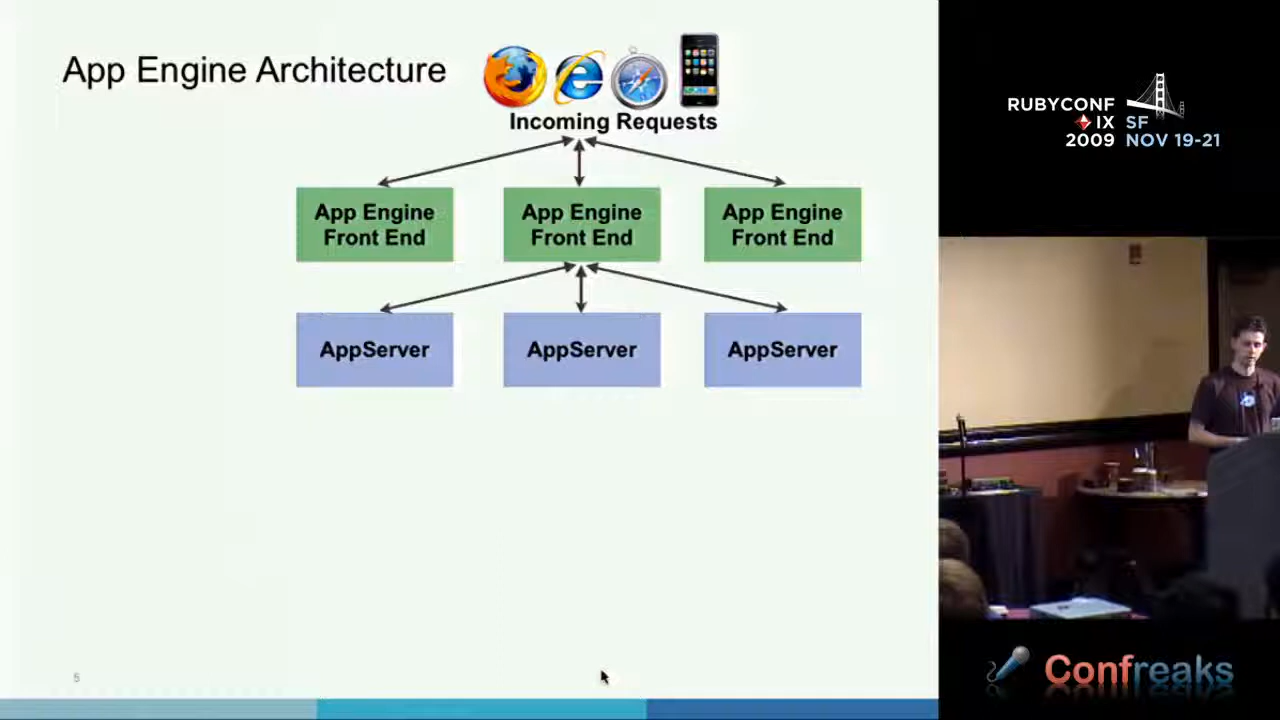 App Engine Architecture
Incoming Requests
App Engine
Front End
App Engine
Front End
App Engine
Front End
AppServer
AppServer
AppServer
5
RUBYCONF
IX
2009
SF
NOV 19-21
Confreaks